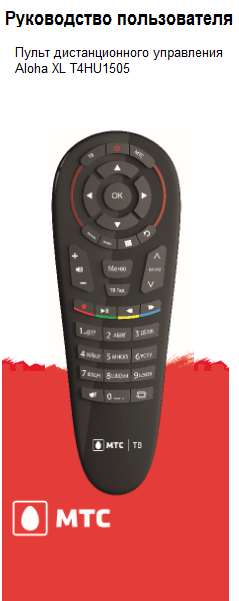 Руководство пользователя
Пульт дистанционного управления
Aloha XL T4HU1505
ТВ
МТС
OK
Меню
ТВ Гид
1
2 АБВГ
3 ДЕЖЗ
4 ИЙКЛ
5 МНОП
6 РСТУ
7 ФХЦЧ
8 ШЩЪЫ
9 ЬЭЮЯ
0
МТС ТВ
МТС